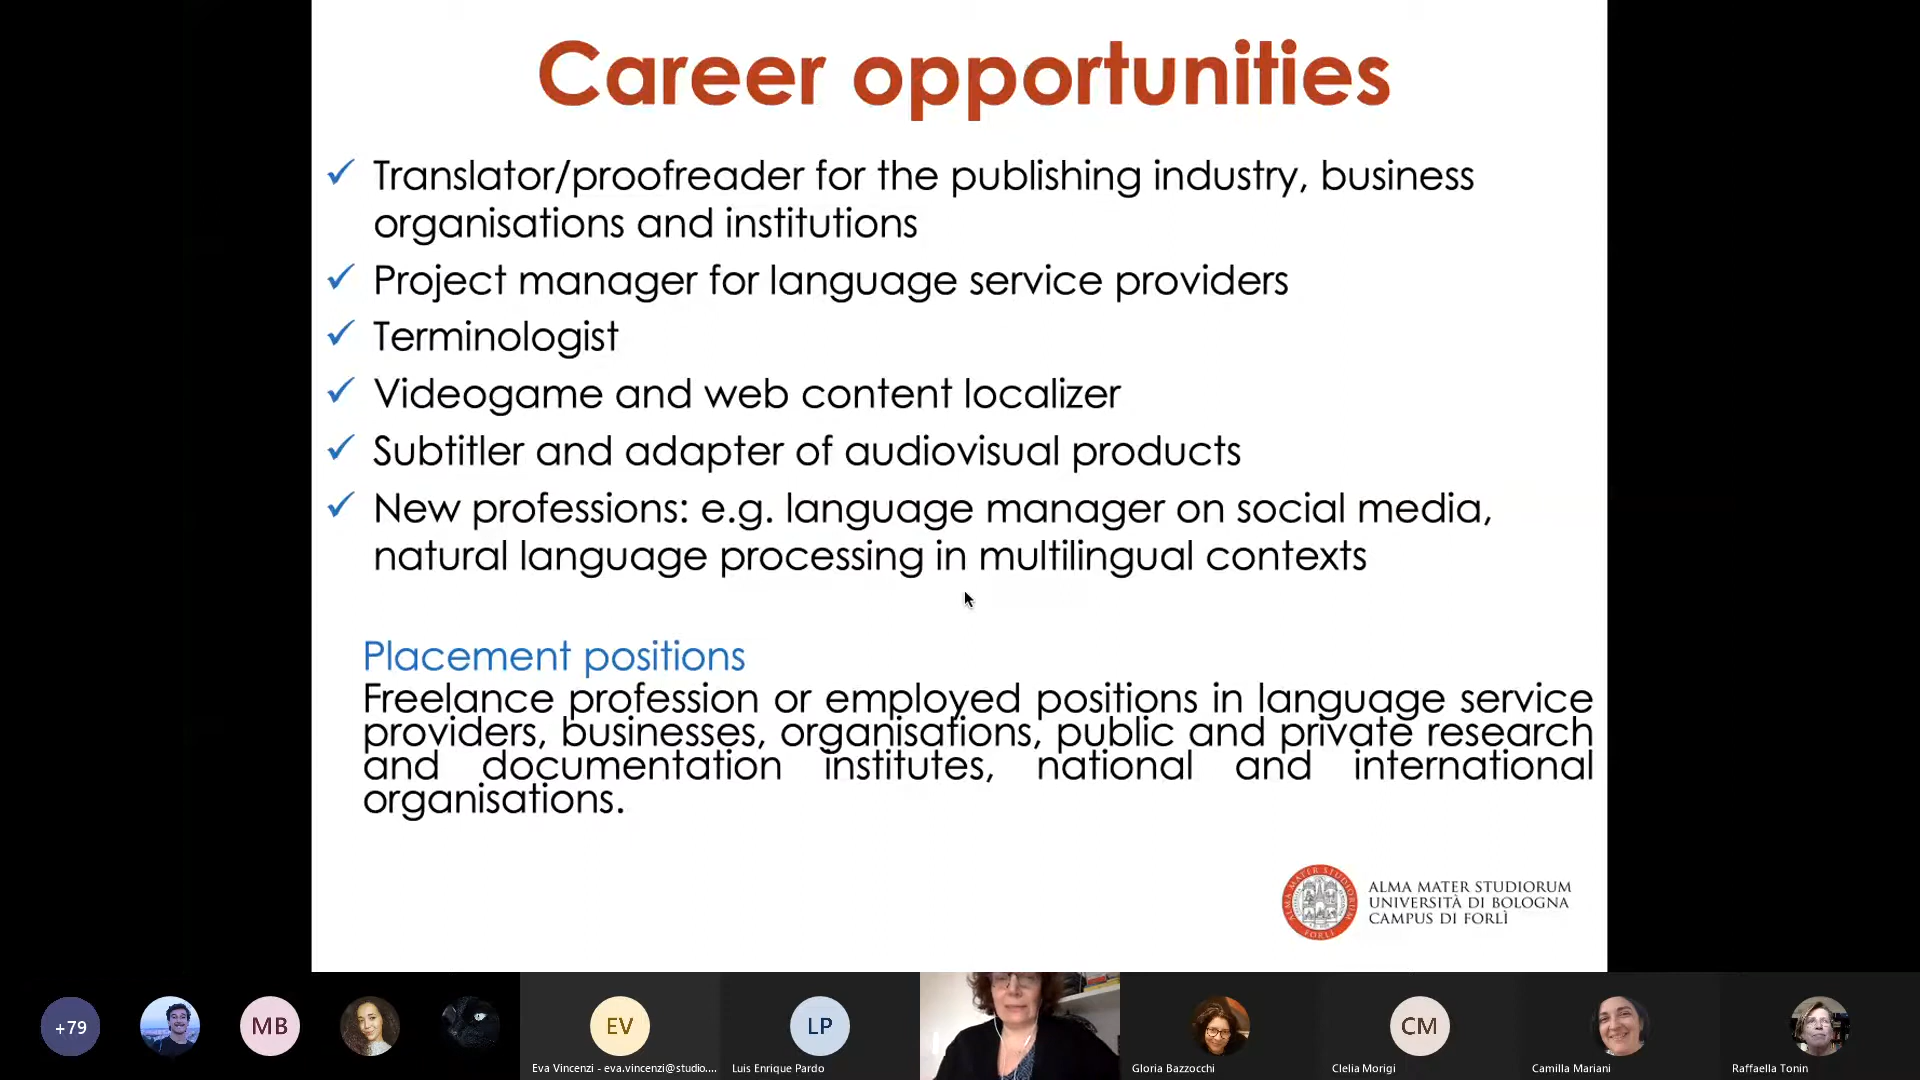 Career opportunities
✓ Translator/proofreader for the publishing industry, business
organisations and institutions
✓ Project manager for language service providers
✓ Terminologist
✓ Videogame and web content localizer
✓ Subtitler and adapter of audiovisual products
✓ New professions: e.g. language manager on social media,
natural language processing in multilingual contexts
Placement positions
Freelance profession or employed positions in language service
providers, businesses, organisations, public and private research
and documentation institutes, national and international
organisations.
ALMA MATER STUDIORUM
UNIVERSITÀ DI BOLOGNA
CAMPUS DI FORLÌ
ALMA MATER STUDIORUM
FORLÌ
+79
MB
EV
LP
CM
Eva Vincenzi - eva.vincenzi@studio....
Luis Enrique Pardo
Gloria Bazzocchi
Clelia Morigi
Camilla Mariani
Raffaella Tonin